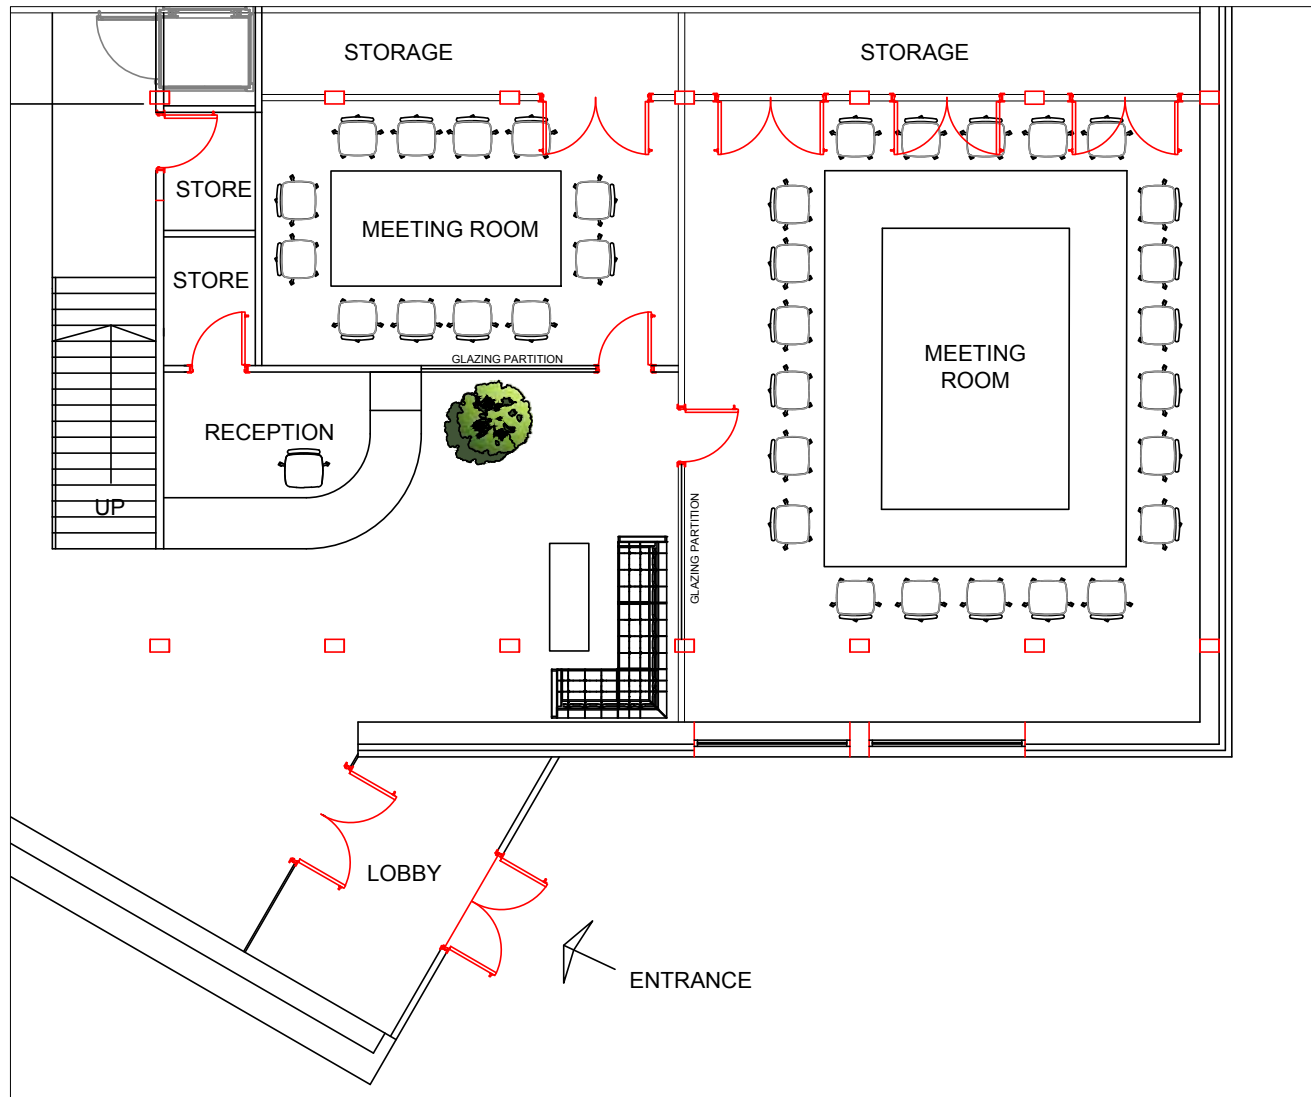 STORAGE
STORAGE
STORE
MEETING ROOM
STORE
GLAZING PARTITION
MEETING
ROOM
RECEPTION
UP
GLAZING PARTITION
LOBBY
ENTRANCE